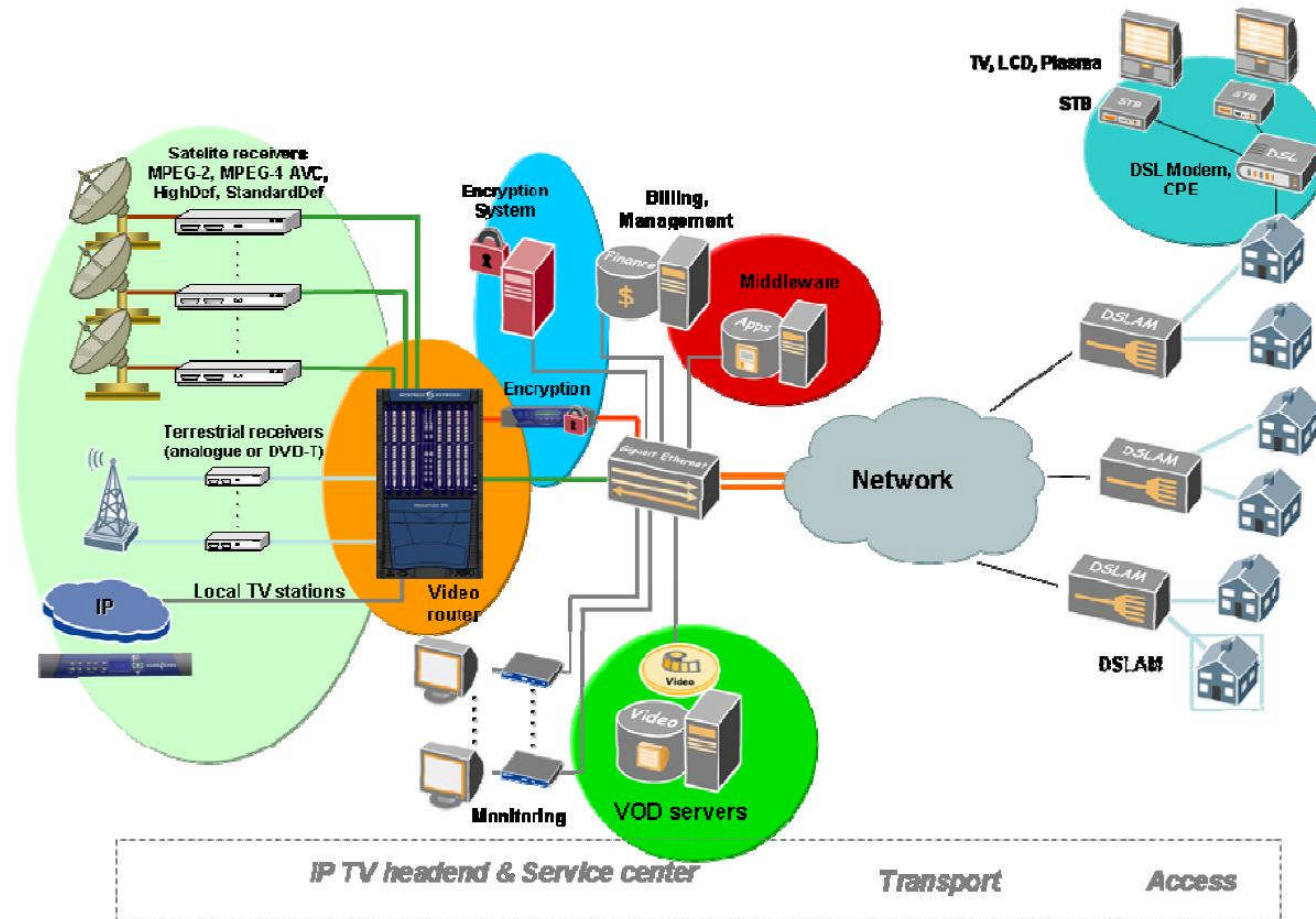 TV, LCD, Plasma
STB
STB
STB
DSL
DSL Modem,
CPE
Satelite receivers
MPEG-2, MPEG-4 AVC,
HighDef, StandardDef
Encryption
System
Billing,
Management
Finance
$
Middleware
Apps
Encryption
Terrestrial receivers
(analogue or DVD-T)
Gigabit Ethernet
Network
DSLAM
DSLAM
DSLAM
DSLAM
IP
Local TV stations
Video
router
Video
Video
VOD servers
Monitoring
IP TV headend & Service center
Transport
Access